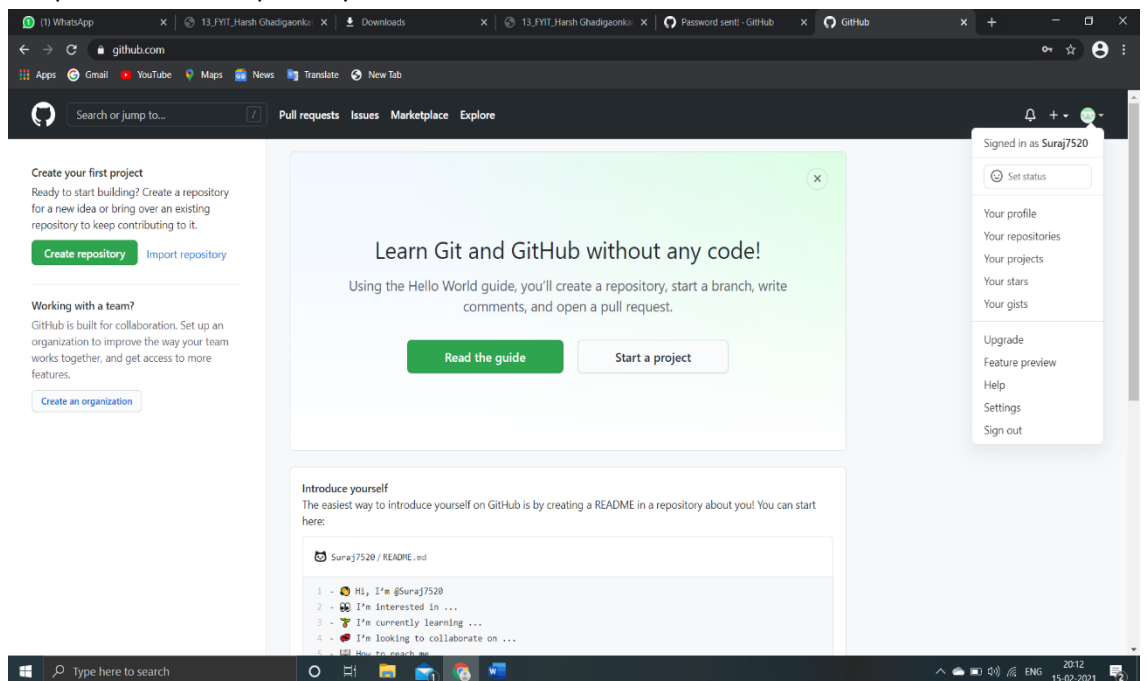 (1) WhatsApp
13_FYIT_Harsh Ghadigaonka
Downloads
13_FYIT_Harsh Ghadigaonka
Password sent! - GitHub
GitHub
github.com
Apps
Gmail
YouTube
Maps
News
Translate
New Tab
Search or jump to...
/
Pull requests
Issues
Marketplace
Explore
Create your first project
Ready to start building? Create a repository
for a new idea or bring over an existing
repository to keep contributing to it.
Create repository
Import repository
Working with a team?
GitHub is built for collaboration. Set up an
organization to improve the way your team
works together, and get access to more
features.
Create an organization
Learn Git and GitHub without any code!
Using the Hello World guide, you'll create a repository, start a branch, write
comments, and open a pull request.
Read the guide
Start a project
Introduce yourself
The easiest way to introduce yourself on GitHub is by creating a README in a repository about you! You can start
here:
Suraj7520 / README.md
1 - 👋 Hi, I'm @Suraj7520
2 - 👀 I'm interested in ...
3 - 🌱 I'm currently learning ...
4 - 💞️ I'm looking to collaborate on ...
5 - 📫 How to reach me
Signed in as Suraj7520
Set status
Your profile
Your repositories
Your projects
Your stars
Your gists
Upgrade
Feature preview
Help
Settings
Sign out
Type here to search
ENG
20:12
15-02-2021